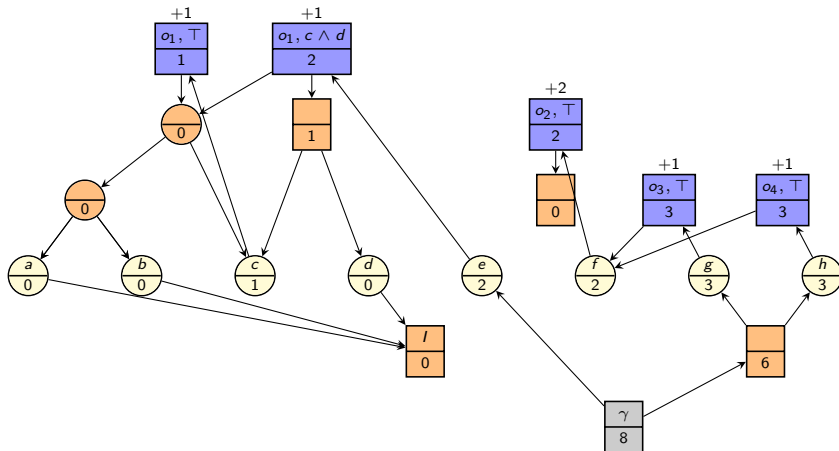 +1 +1
o₁, ⊤ o₁, c ∧ d
1 2
+2
o₂, ⊤
2
0 1
+1 +1
o₃, ⊤ o₄, ⊤
0 0 3 3
a b c d e f g h
0 0 1 0 2 2 3 3
I
0 6
γ
8